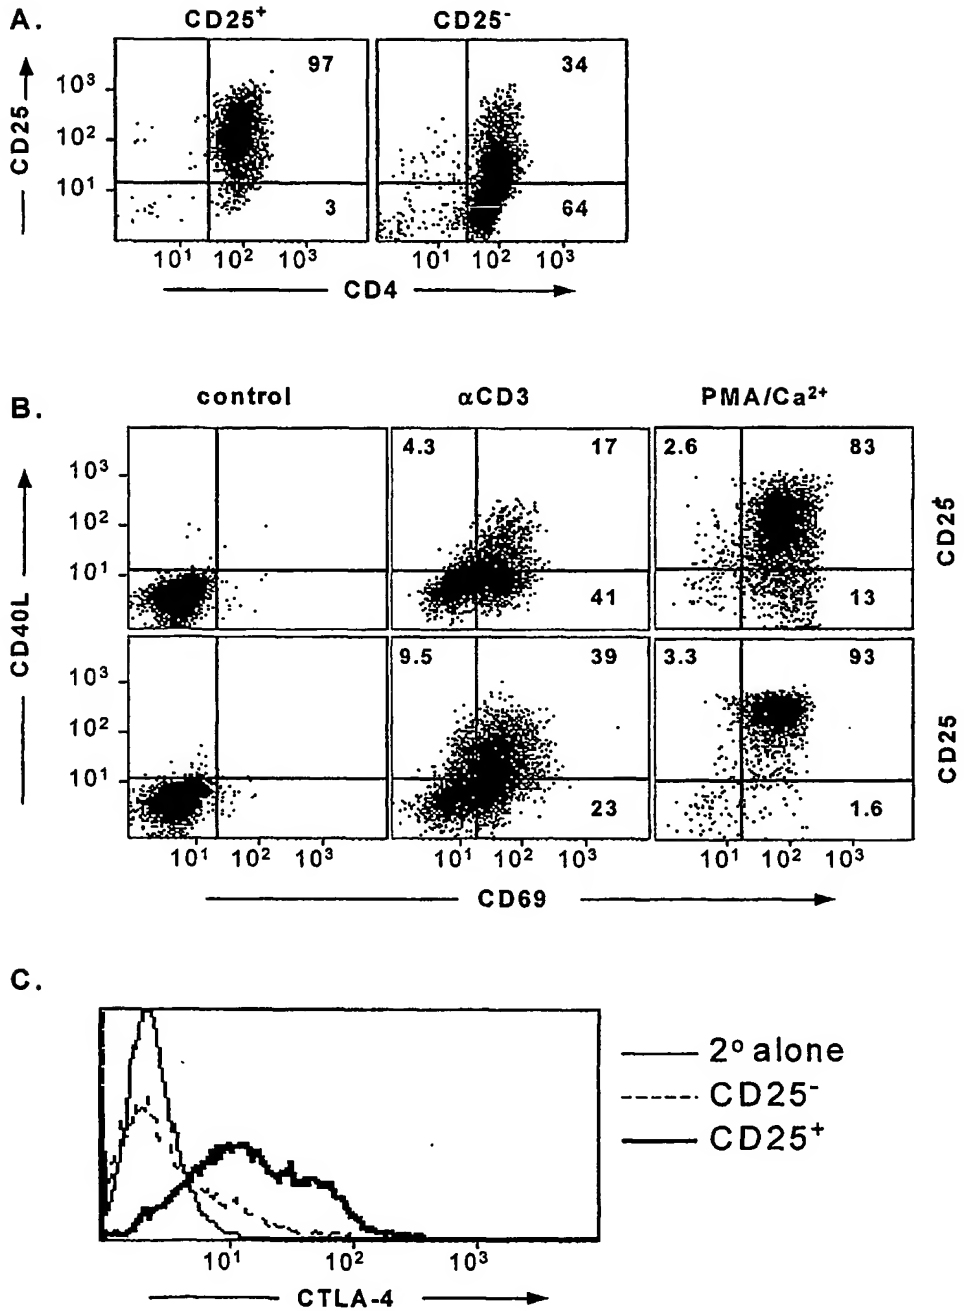 A.
CD25⁺ CD25⁻
97 34
10³
10²
10¹
3 64
CD25
10¹ 10² 10³ 10¹ 10² 10³
CD4
B.
control αCD3 PMA/Ca²⁺
4.3 17 2.6 83
10³
10²
10¹
41 13
CD25⁺
CD40L
9.5 39 3.3 93
10³
10²
10¹
23 1.6
CD25
10¹ 10² 10³ 10¹ 10² 10³ 10¹ 10² 10³
CD69
C.
2° alone
CD25⁻
CD25⁺
10¹ 10² 10³
CTLA-4